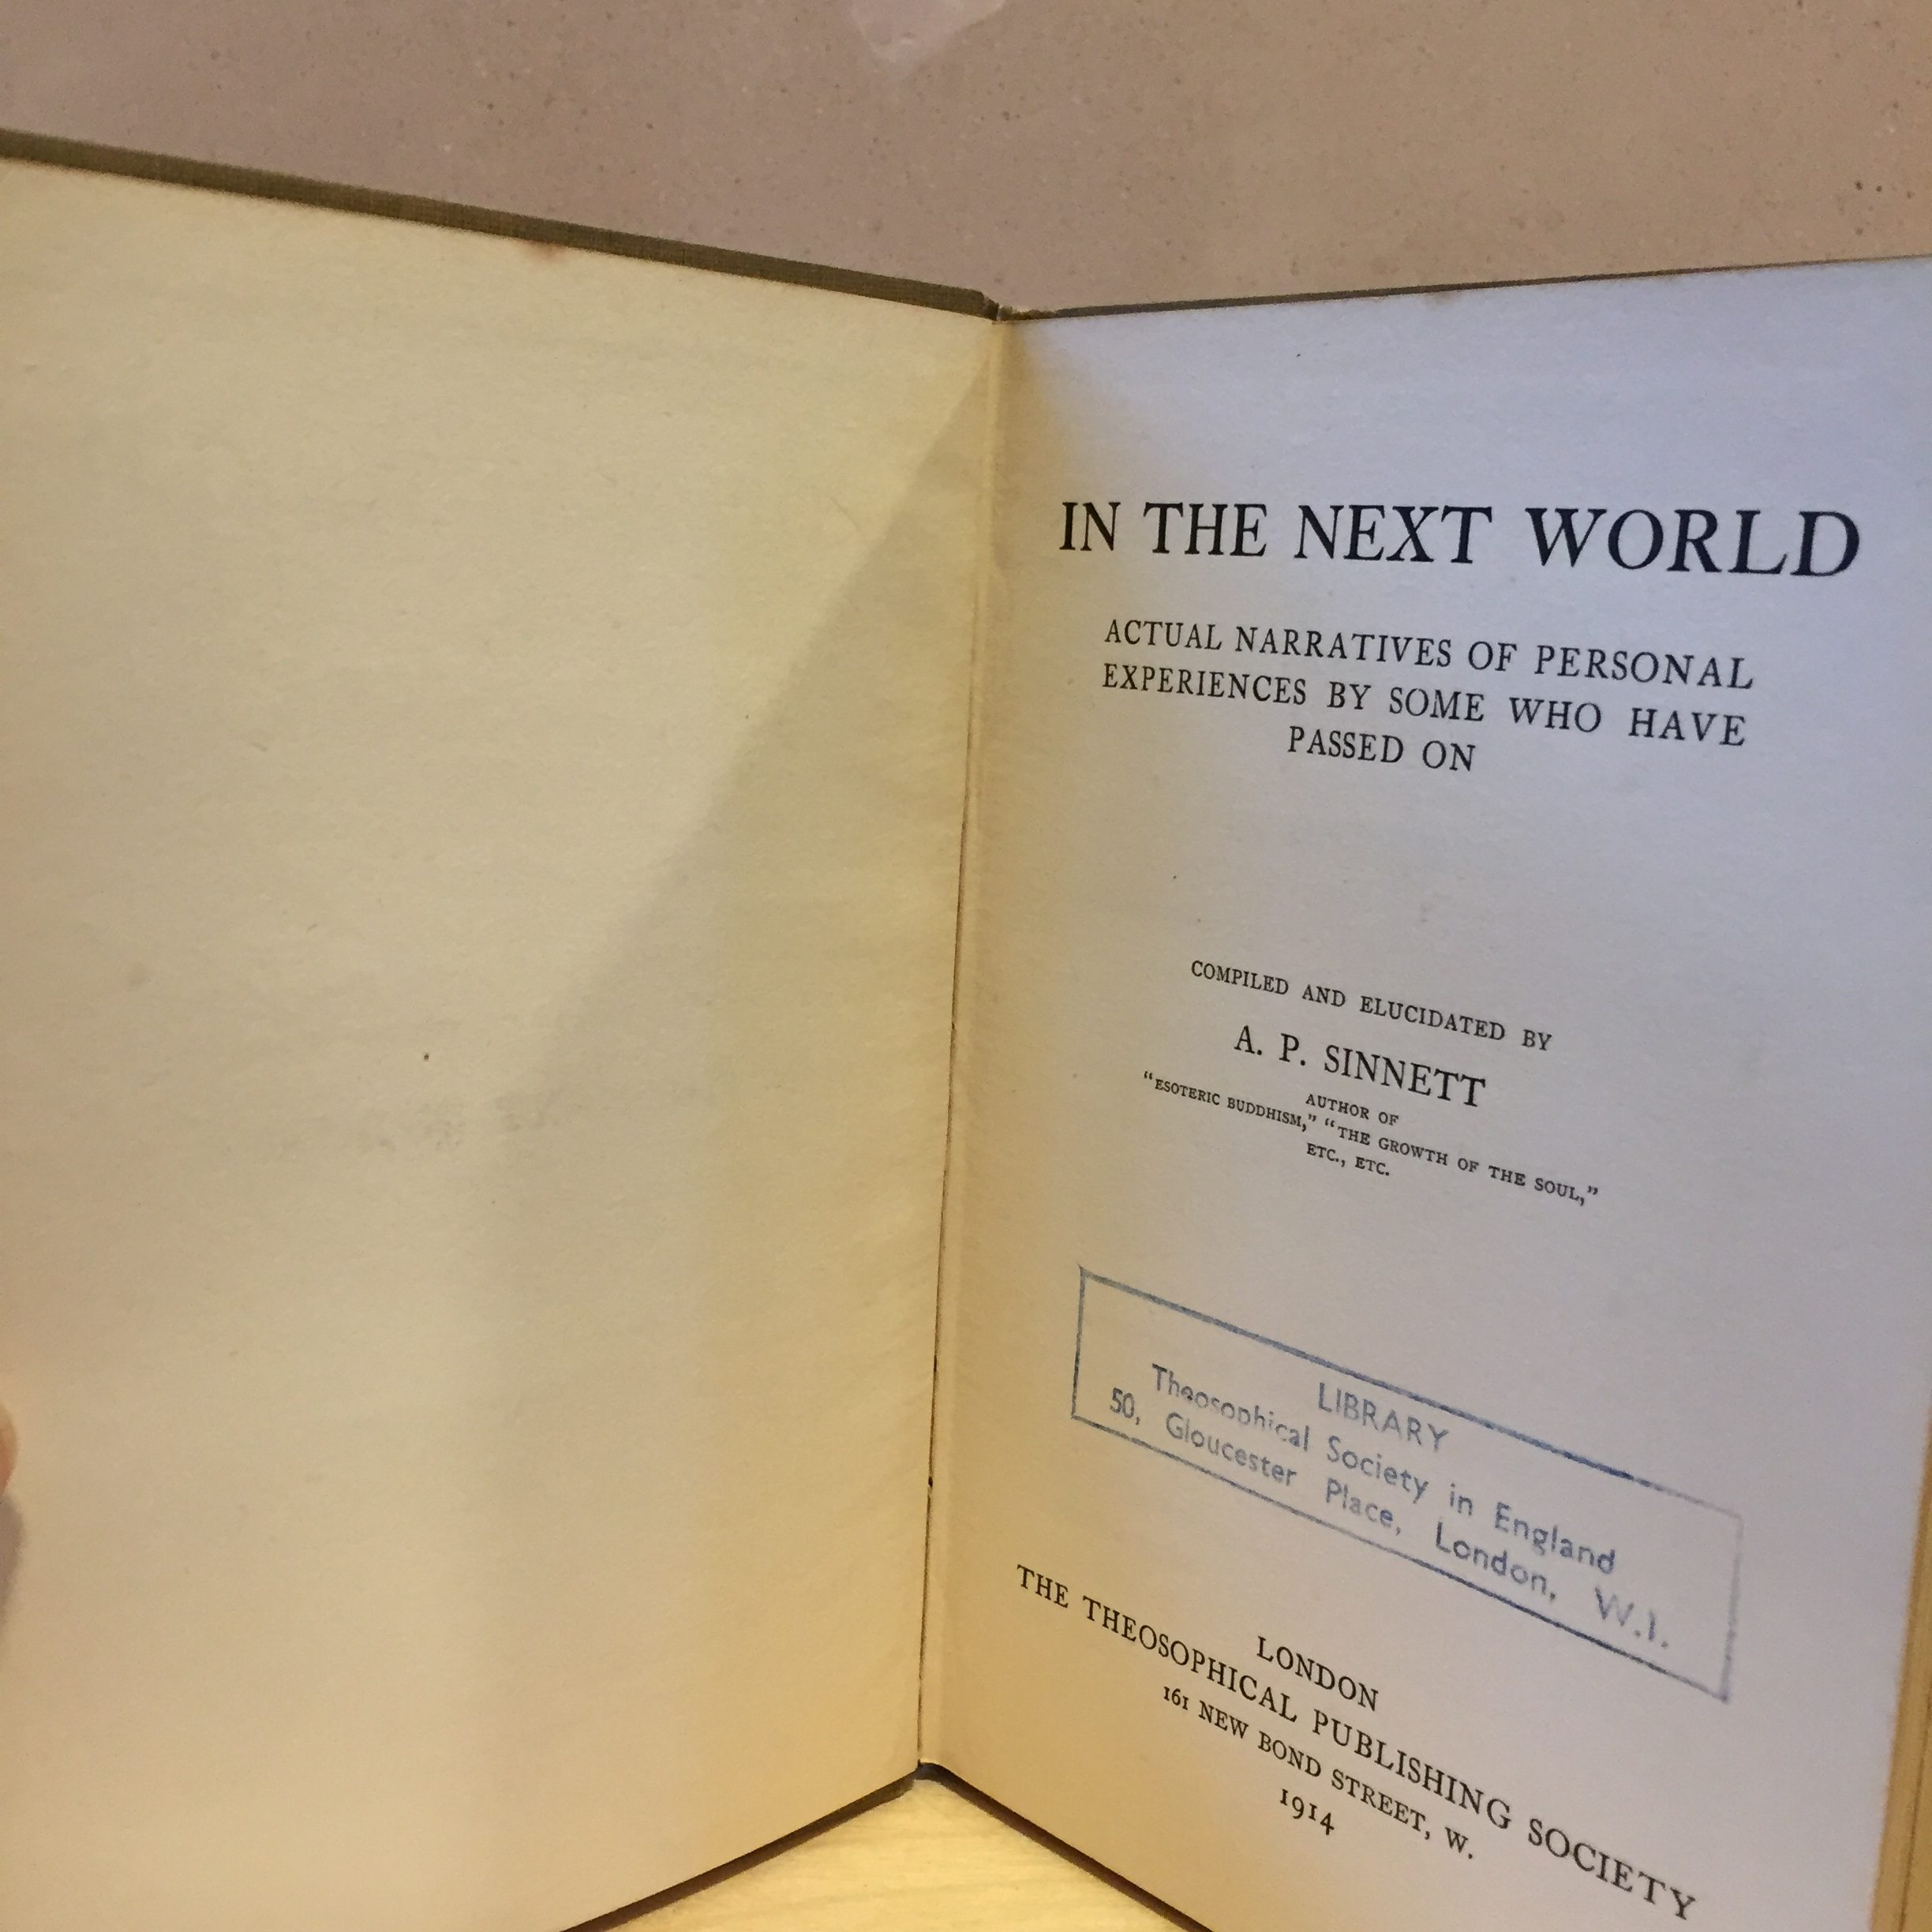 IN THE NEXT WORLD
ACTUAL NARRATIVES OF PERSONAL
EXPERIENCES BY SOME WHO HAVE
PASSED ON
COMPILED AND ELUCIDATED BY
A. P. SINNETT
AUTHOR OF
"ESOTERIC BUDDHISM," "THE GROWTH OF THE SOUL,"
ETC., ETC.
LIBRARY
Theosophical Society in England
50, Gloucester Place, London, W.1.
LONDON
THE THEOSOPHICAL PUBLISHING SOCIETY
161 NEW BOND STREET, W.
1914